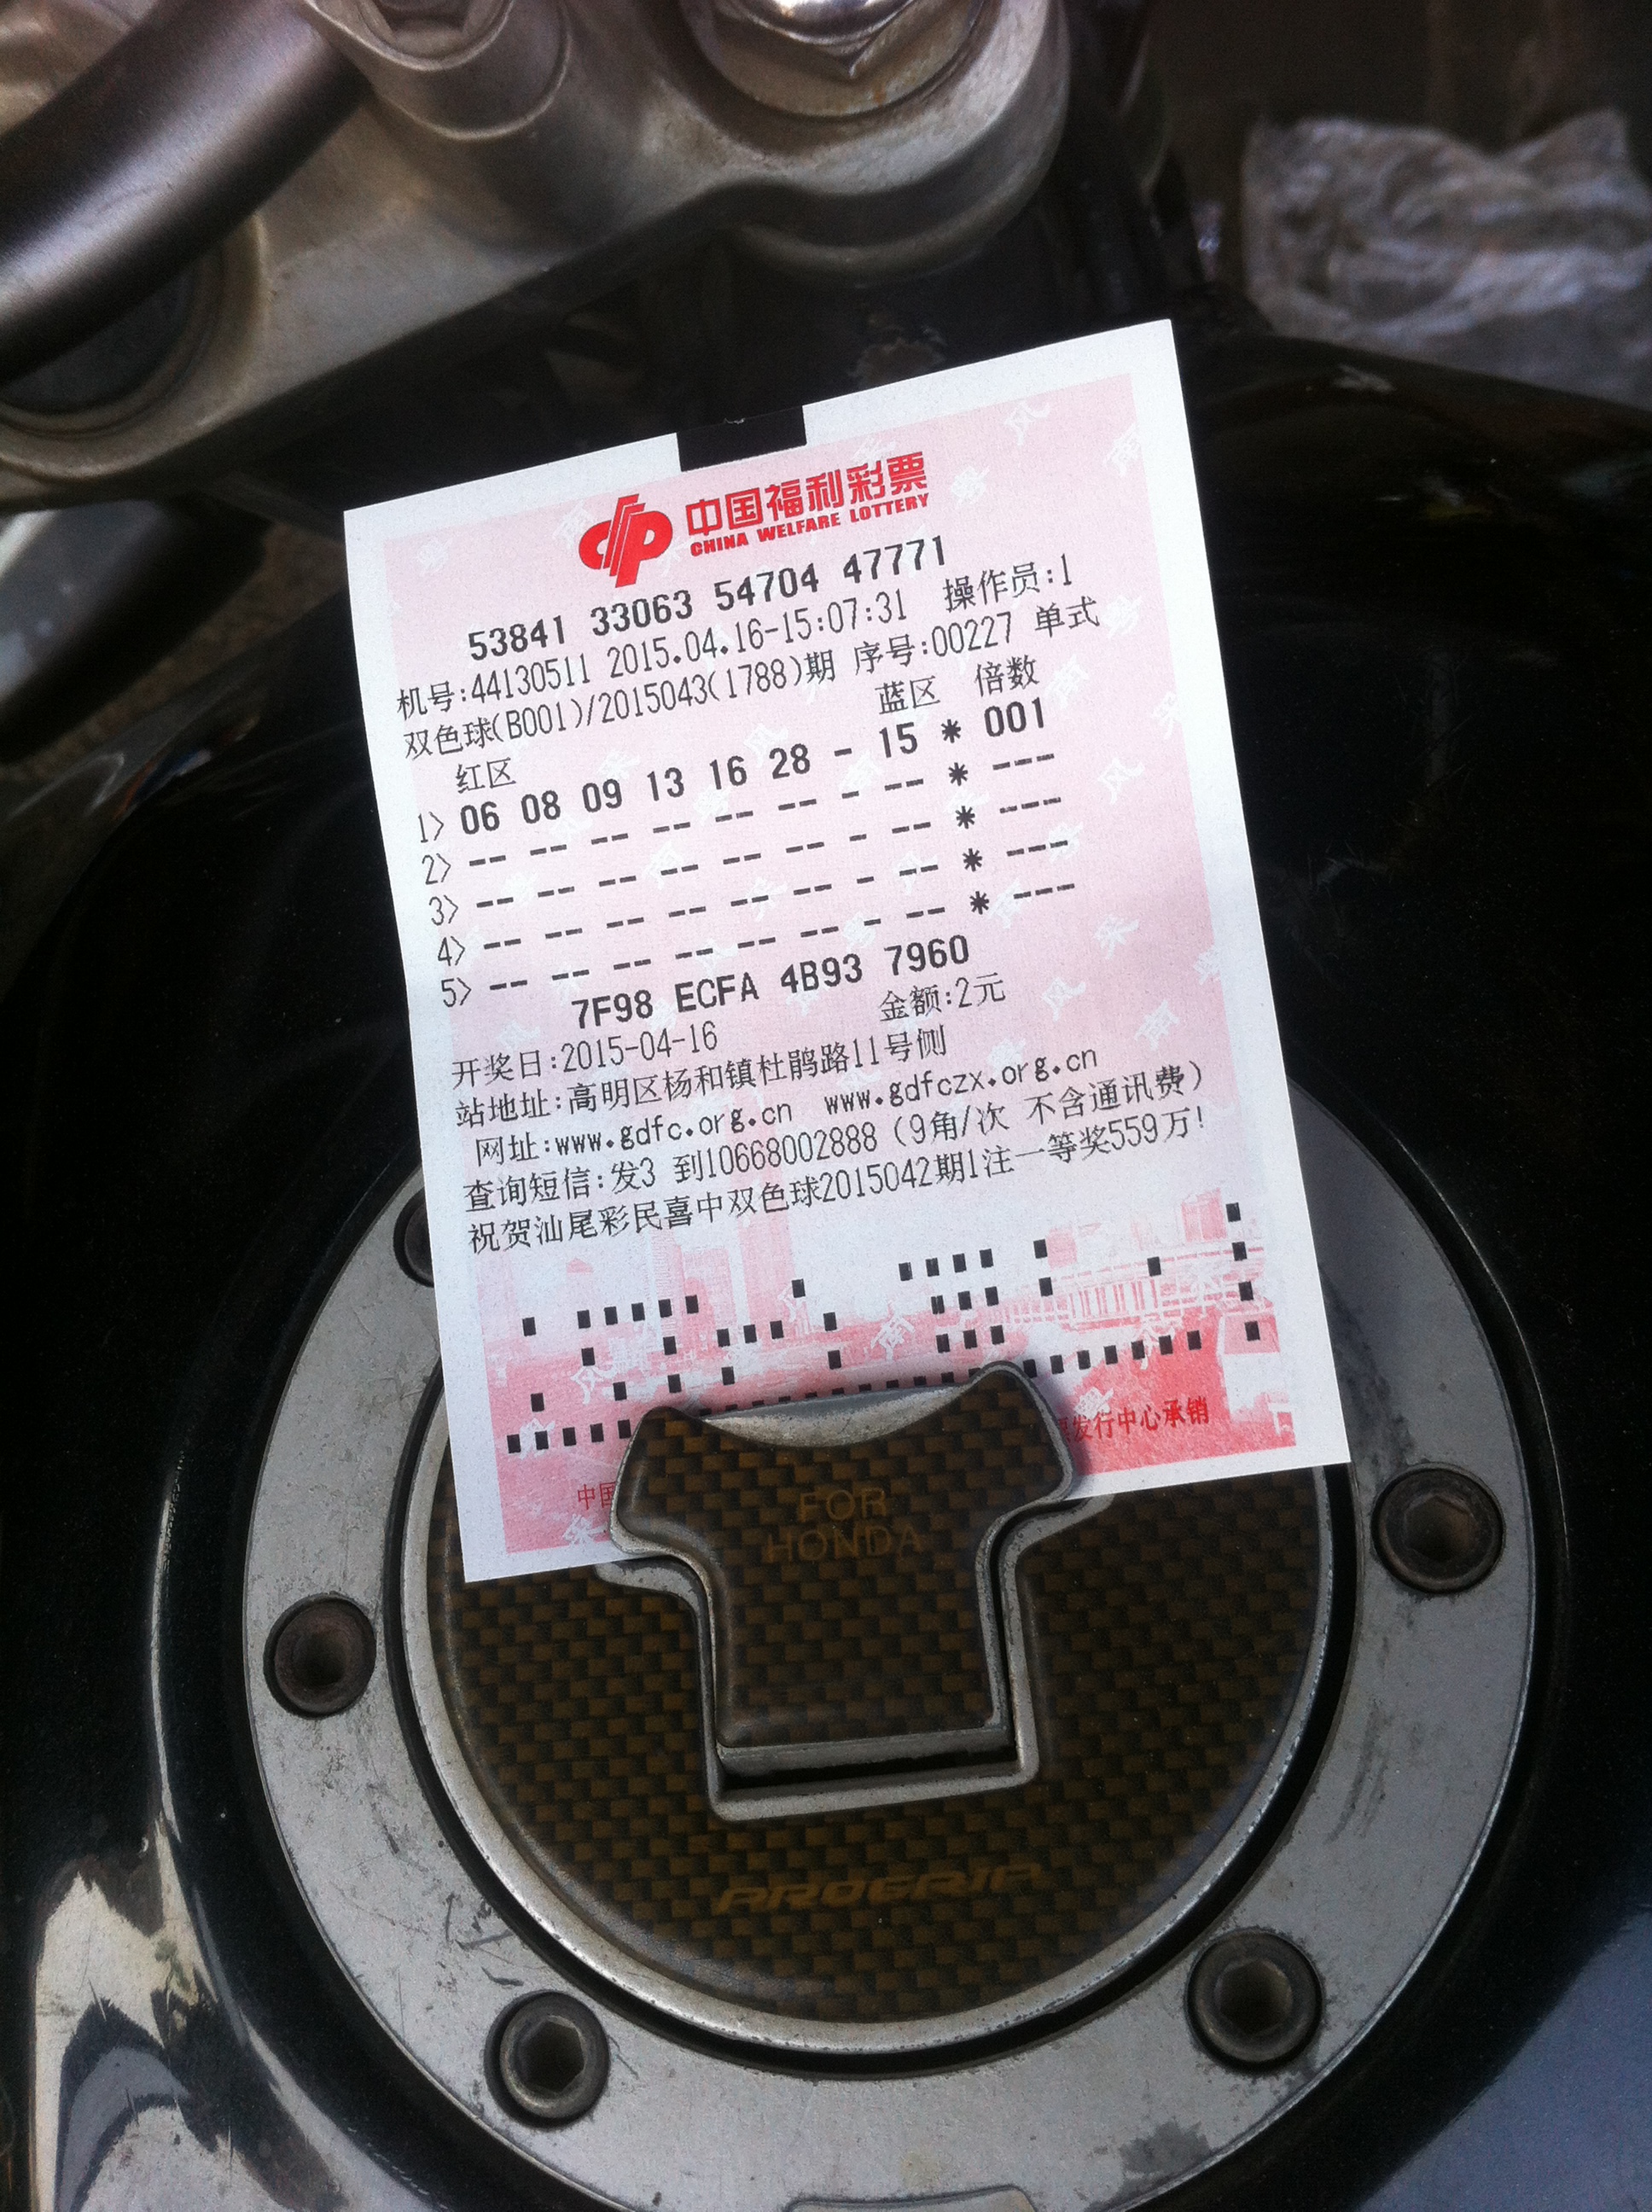 中国福利彩票
CHINA WELFARE LOTTERY
53841 33063 54704 47771
机号:44130511 2015.04.16-15:07:31 操作员:1
双色球(B001)/2015043(1788)期 序号:00227 单式
红区 蓝区 倍数
1> 06 08 09 13 16 28 - 15 * 001
2> -- -- -- -- -- -- - -- * ---
3> -- -- -- -- -- -- - -- * ---
4> -- -- -- -- -- -- - -- * ---
5> -- -- -- -- -- -- - -- * ---
7F98 ECFA 4B93 7960
开奖日:2015-04-16 金额:2元
站地址:高明区杨和镇杜鹃路11号侧
网址:www.gdfc.org.cn www.gdfczx.org.cn
查询短信:发3 到10668002888 (9角/次 不含通讯费)
祝贺汕尾彩民喜中双色球2015042期1注一等奖559万!
中国 发行中心承销
FOR
HONDA
PROGRIP